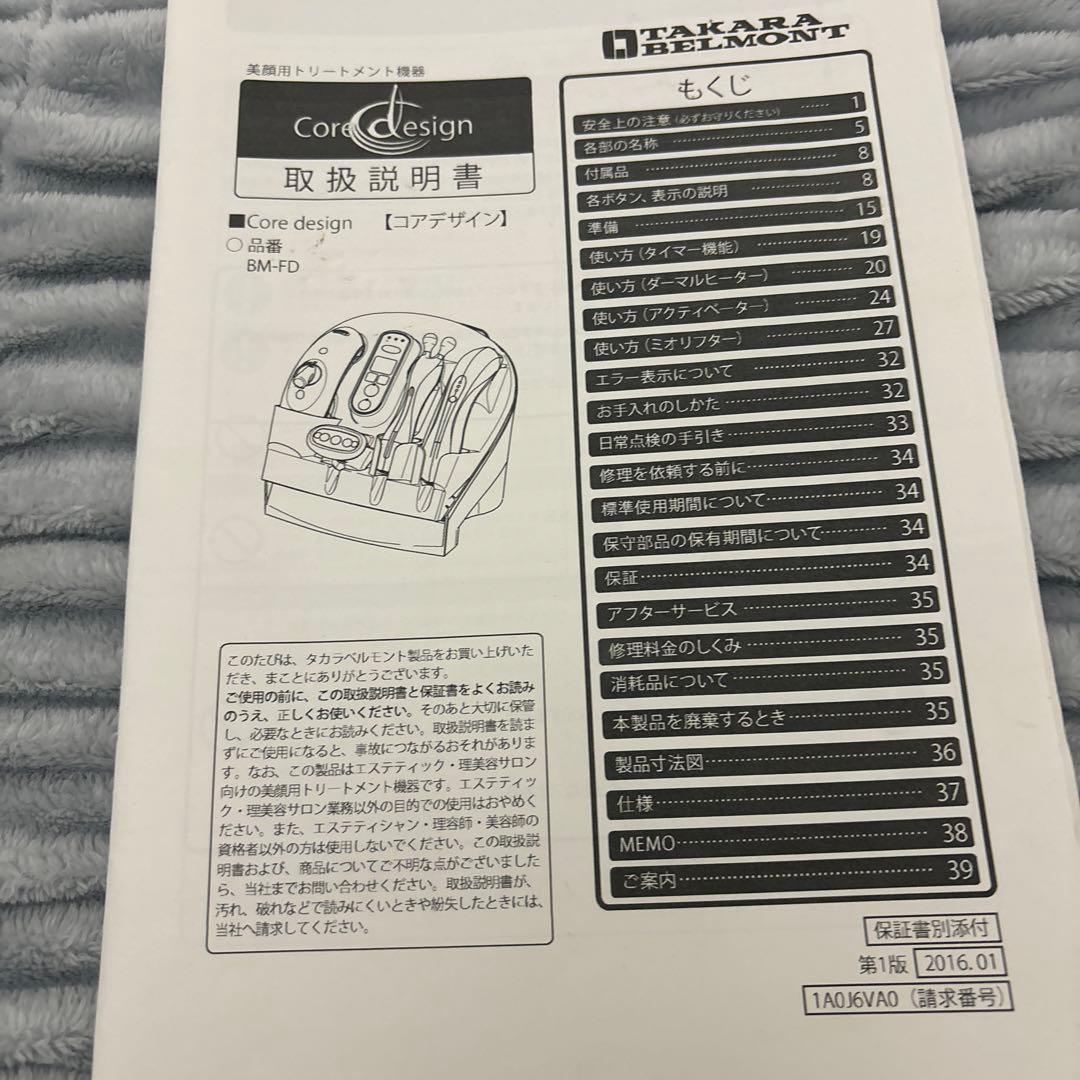 TAKARA
BELMONT
美顔用トリートメント機器
Core design
取扱説明書
■Core design 【コアデザイン】
○ 品番
BM-FD
このたびは、タカラベルモント製品をお買い上げいた
だき、まことにありがとうございます。
ご使用の前に、この取扱説明書と保証書をよくお読み
のうえ、正しくお使いください。そのあと大切に保管
し、必要なときにお読みください。取扱説明書を読ま
ずにご使用になると、事故につながるおそれがありま
す。なお、この製品はエステティック・理美容サロン
向けの美顔用トリートメント機器です。エステティッ
ク・理美容サロン業務以外の目的での使用はおやめく
ださい。また、エステティシャン・理容師・美容師の
資格者以外の方は使用しないでください。この取扱説
明書および、商品についてご不明な点がございました
ら、当社までお問い合わせください。取扱説明書が、
汚れ、破れなどで読みにくいときや紛失したときには、
当社へ請求してください。
もくじ
安全上の注意(必ずお守りください) …… 1
各部の名称 …… 5
付属品 …… 8
各ボタン、表示の説明 …… 8
準備 …… 15
使い方(タイマー機能) …… 19
使い方(ダーマルヒーター) …… 20
使い方(アクティベーター) …… 24
使い方(ミオリフター) …… 27
エラー表示について …… 32
お手入れのしかた …… 32
日常点検の手引き …… 33
修理を依頼する前に …… 34
標準使用期間について …… 34
保守部品の保有期間について …… 34
保証 …… 34
アフターサービス …… 35
修理料金のしくみ …… 35
消耗品について …… 35
本製品を廃棄するとき …… 35
製品寸法図 …… 36
仕様 …… 37
MEMO …… 38
ご案内 …… 39
保証書別添付
第1版 2016.01
1A0J6VA0（請求番号）